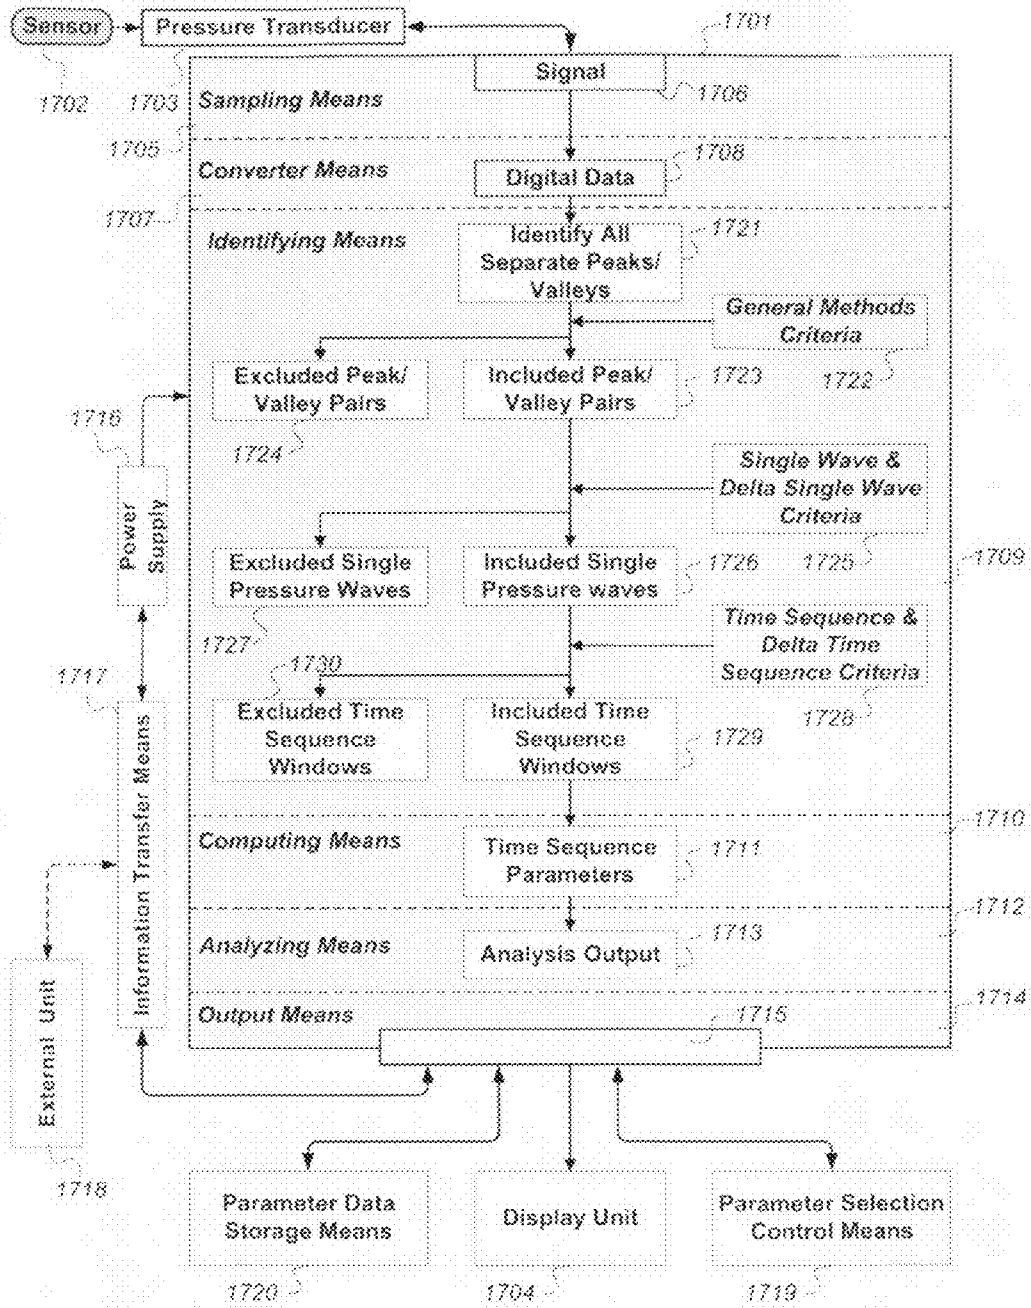 Sensor
Pressure Transducer
1701
Signal
1702
1703
1706
Sampling Means
1705
1708
Converter Means
Digital Data
1707
1721
Identifying Means
Identify All
Separate Peaks/
Valleys
General Methods
Criteria
Excluded Peak/
Valley Pairs
Included Peak/
Valley Pairs
1723
1722
1716
1724
Single Wave &
Delta Single Wave
Criteria
Power
Supply
Excluded Single
Pressure Waves
Included Single
Pressure waves
1726
1725
1709
Time Sequence &
Delta Time
Sequence Criteria
1727
1730
1717
Excluded Time
Sequence
Windows
Included Time
Sequence
Windows
1729
1728
Information Transfer Means
Computing Means
Time Sequence
Parameters
1711
1710
1712
Analyzing Means
Analysis Output
1713
External Unit
Output Means
1715
1714
1718
Parameter Data
Storage Means
Display Unit
Parameter Selection
Control Means
1720
1704
1719